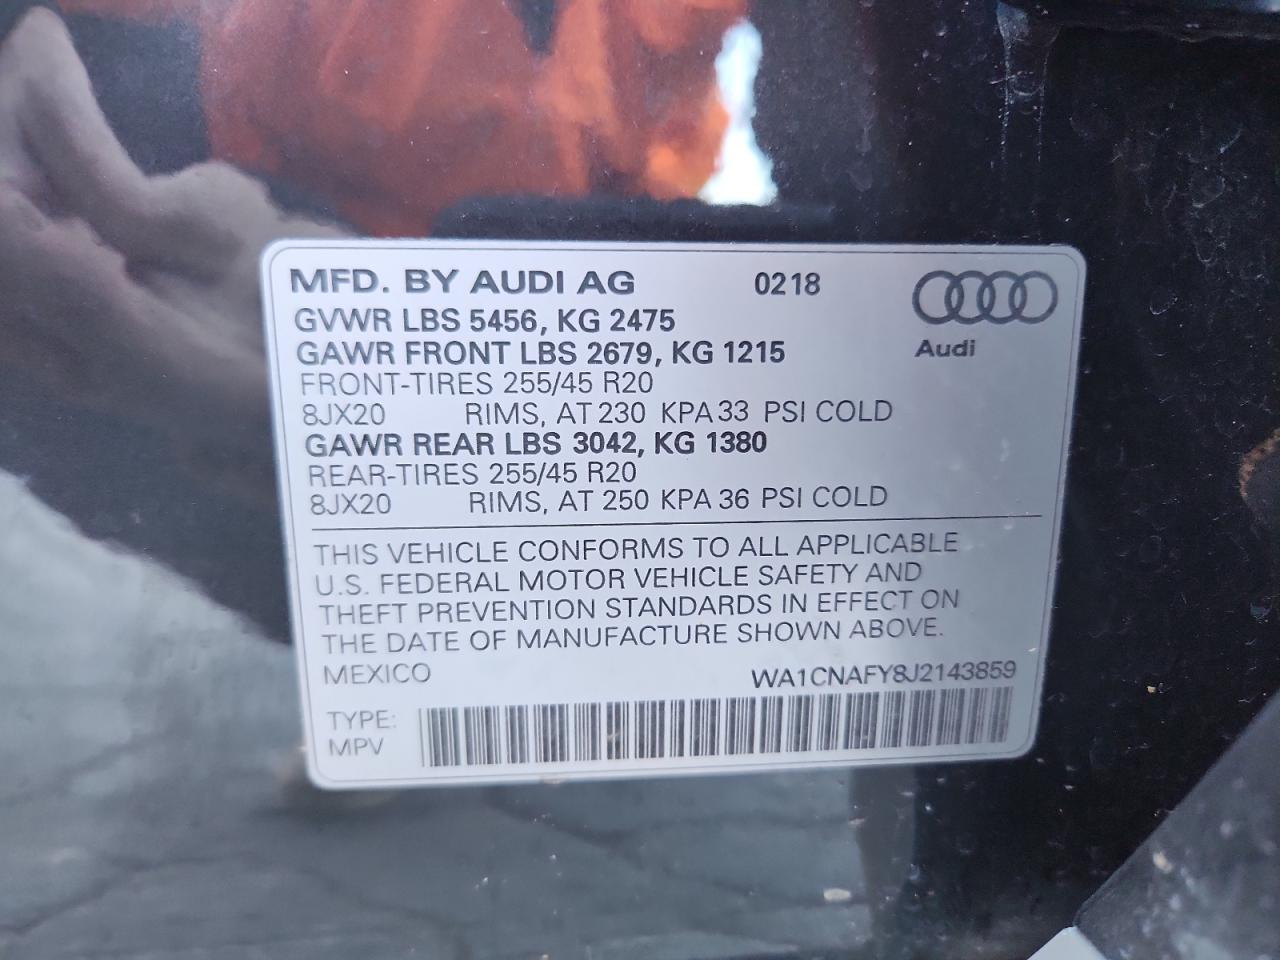 MFD. BY AUDI AG 0218
GVWR LBS 5456, KG 2475
GAWR FRONT LBS 2679, KG 1215
Audi
FRONT-TIRES 255/45 R20
8JX20 RIMS, AT 230 KPA 33 PSI COLD
GAWR REAR LBS 3042, KG 1380
REAR-TIRES 255/45 R20
8JX20 RIMS, AT 250 KPA 36 PSI COLD
THIS VEHICLE CONFORMS TO ALL APPLICABLE
U.S. FEDERAL MOTOR VEHICLE SAFETY AND
THEFT PREVENTION STANDARDS IN EFFECT ON
THE DATE OF MANUFACTURE SHOWN ABOVE.
MEXICO WA1CNAFY8J2143859
TYPE:
MPV